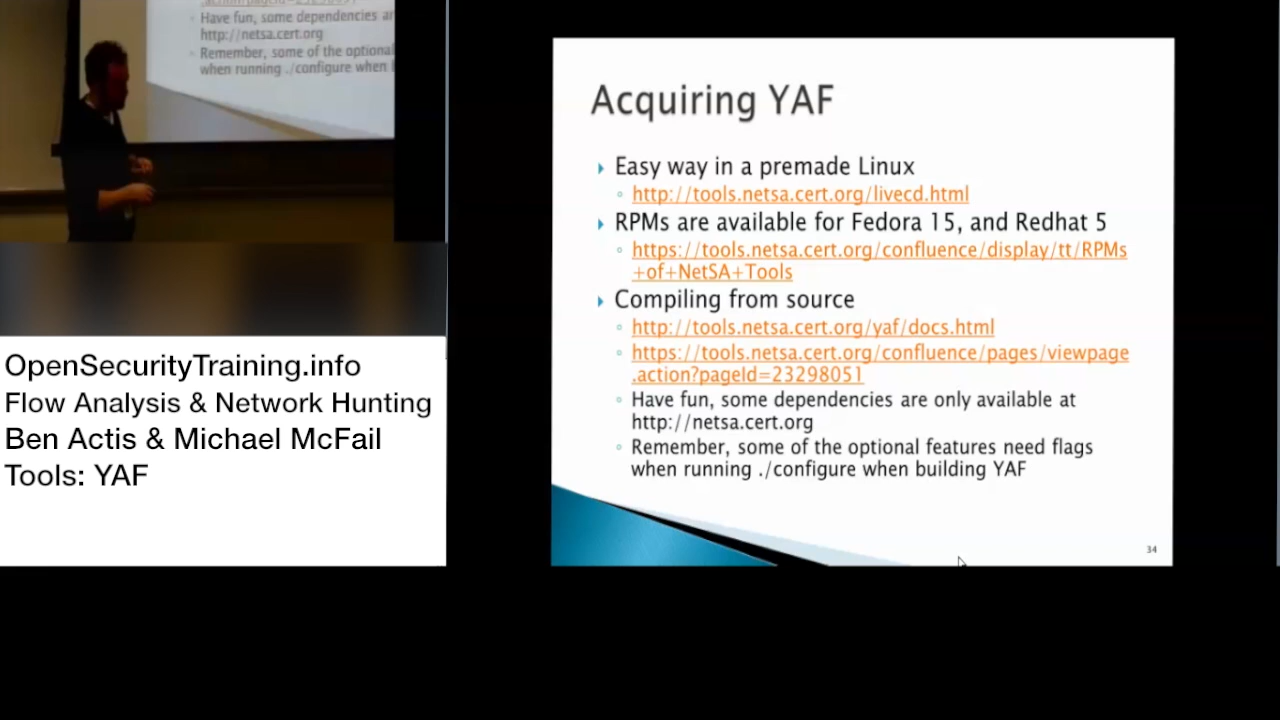 .action?pageId=23298051
Have fun, some dependencies ar
http://netsa.cert.org
Remember, some of the optional
when running ./configure when
OpenSecurityTraining.info
Flow Analysis & Network Hunting
Ben Actis & Michael McFail
Tools: YAF
Acquiring YAF
Easy way in a premade Linux
http://tools.netsa.cert.org/livecd.html
RPMs are available for Fedora 15, and Redhat 5
https://tools.netsa.cert.org/confluence/display/tt/RPMs
+of+NetSA+Tools
Compiling from source
http://tools.netsa.cert.org/yaf/docs.html
https://tools.netsa.cert.org/confluence/pages/viewpage
.action?pageId=23298051
Have fun, some dependencies are only available at
http://netsa.cert.org
Remember, some of the optional features need flags
when running ./configure when building YAF
34